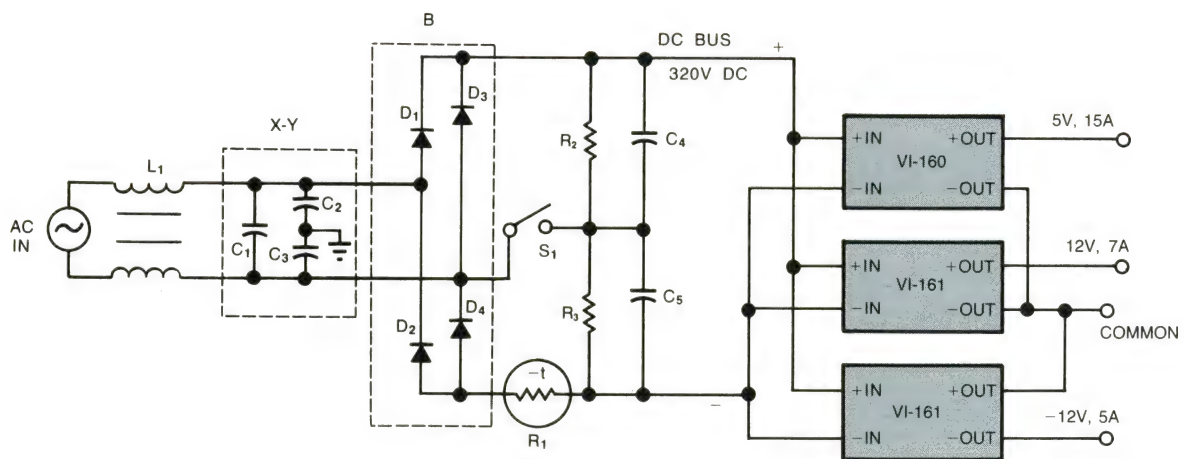 B
DC BUS +
320V DC
D₁
D₃
X-Y
L₁
AC IN
C₁
C₂
C₃
S₁
R₂
C₄
D₂
D₄
R₃
C₅
−t
R₁
−
+IN +OUT
VI-160
−IN −OUT
5V, 15A
+IN +OUT
VI-161
−IN −OUT
12V, 7A
COMMON
+IN +OUT
VI-161
−IN −OUT
−12V, 5A